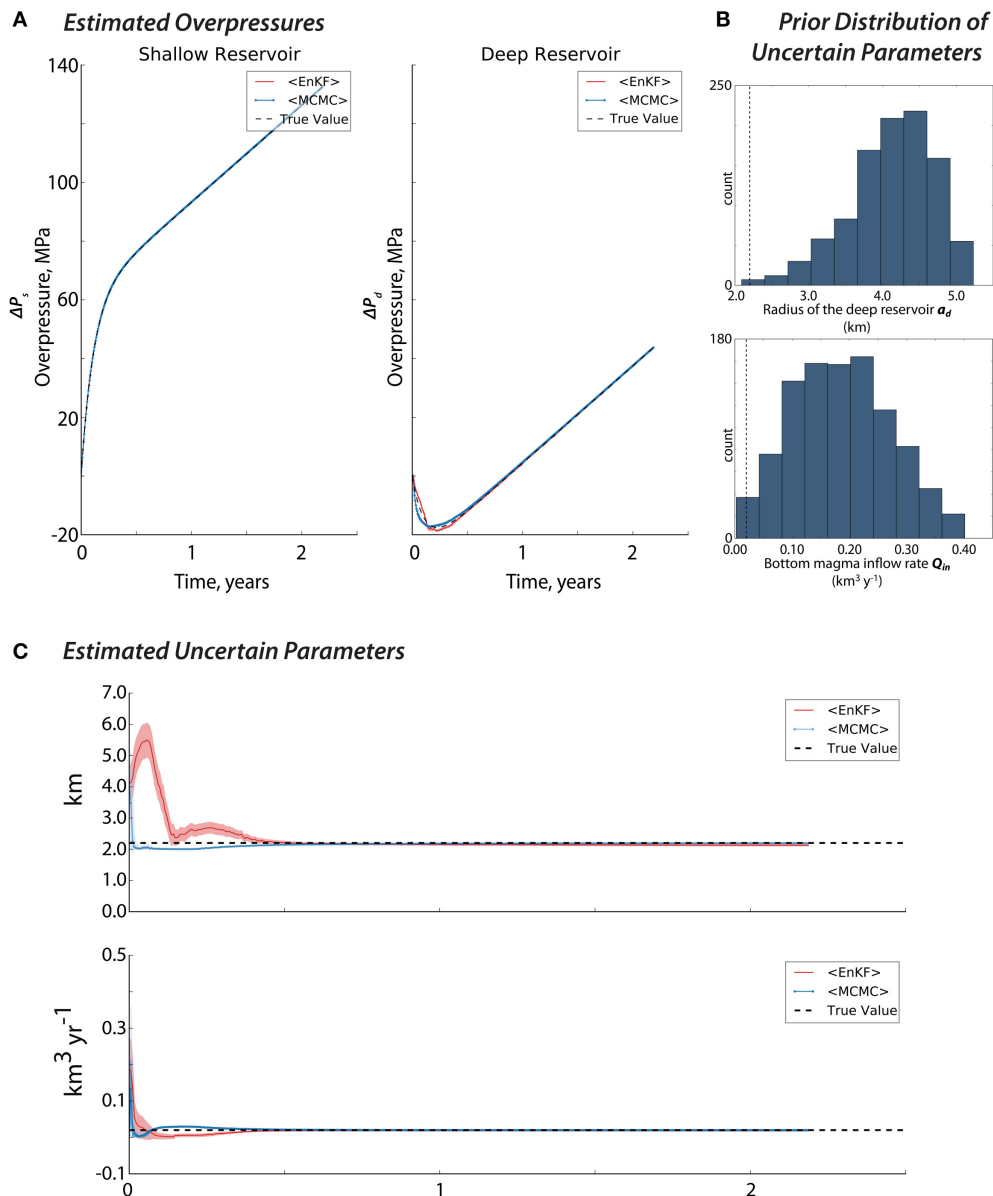 A
Estimated Overpressures
Shallow Reservoir
Deep Reservoir
140
100
60
20
-20
ΔPs
Overpressure, MPa
<EnKF>
<MCMC>
True Value
0
1
2
Time, years
ΔPd
Overpressure, MPa
<EnKF>
<MCMC>
True Value
0
1
2
Time, years
B
Prior Distribution of
Uncertain Parameters
250
count
0
2.0
3.0
4.0
5.0
Radius of the deep reservoir ad
(km)
180
count
0
0.00
0.10
0.20
0.30
0.40
Bottom magma inflow rate Qin
(km3 y-1)
C
Estimated Uncertain Parameters
7.0
6.0
5.0
4.0
3.0
2.0
1.0
0.0
km
<EnKF>
<MCMC>
True Value
0.5
0.3
0.1
-0.1
km3 yr-1
<EnKF>
<MCMC>
True Value
0
1
2